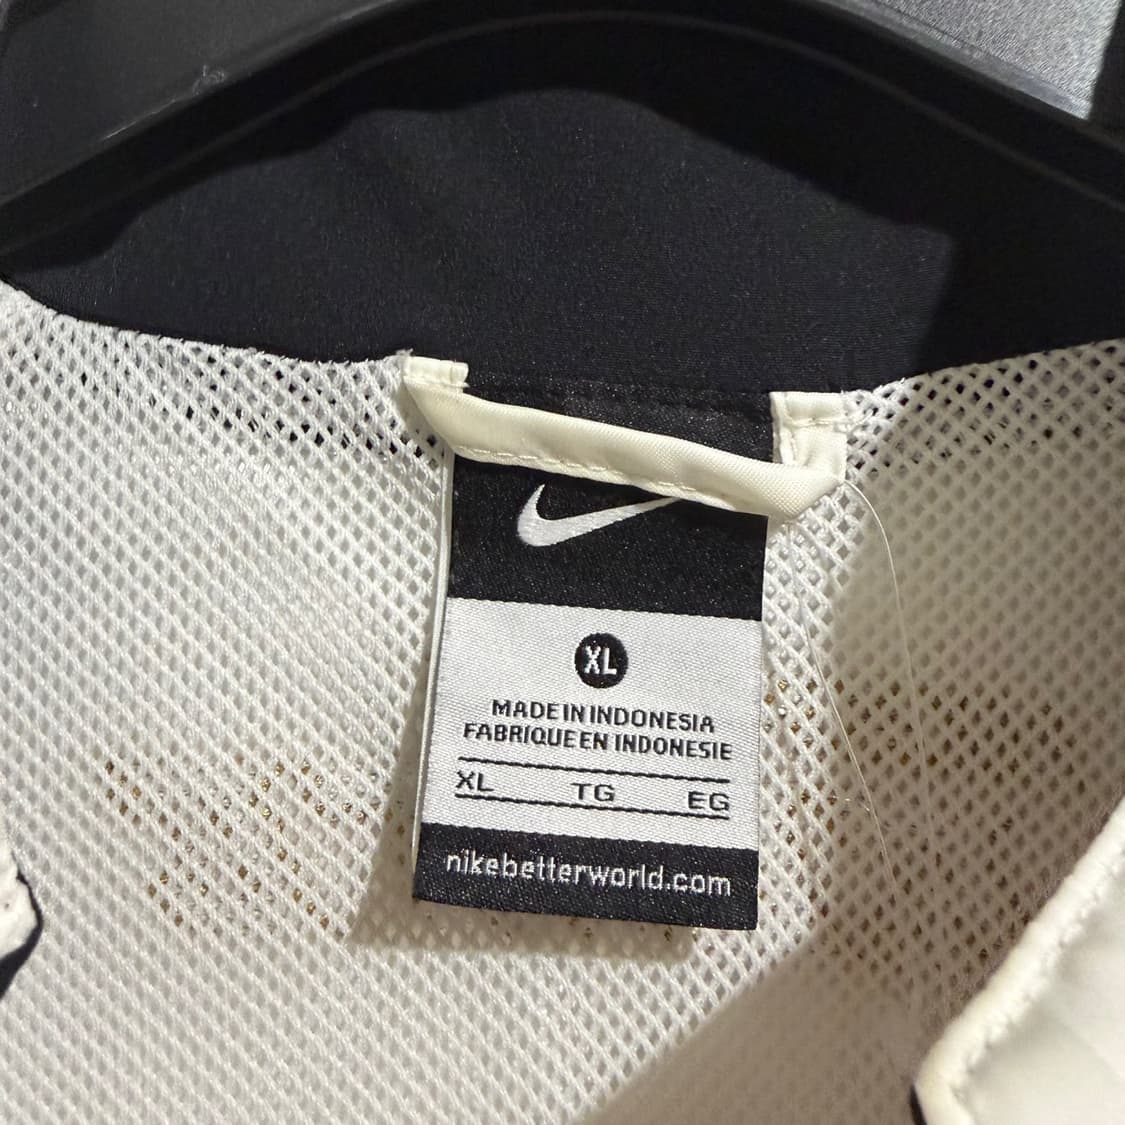 XL
MADE IN INDONESIA
FABRIQUE EN INDONESIE
XL TG EG
nikebetterworld.com